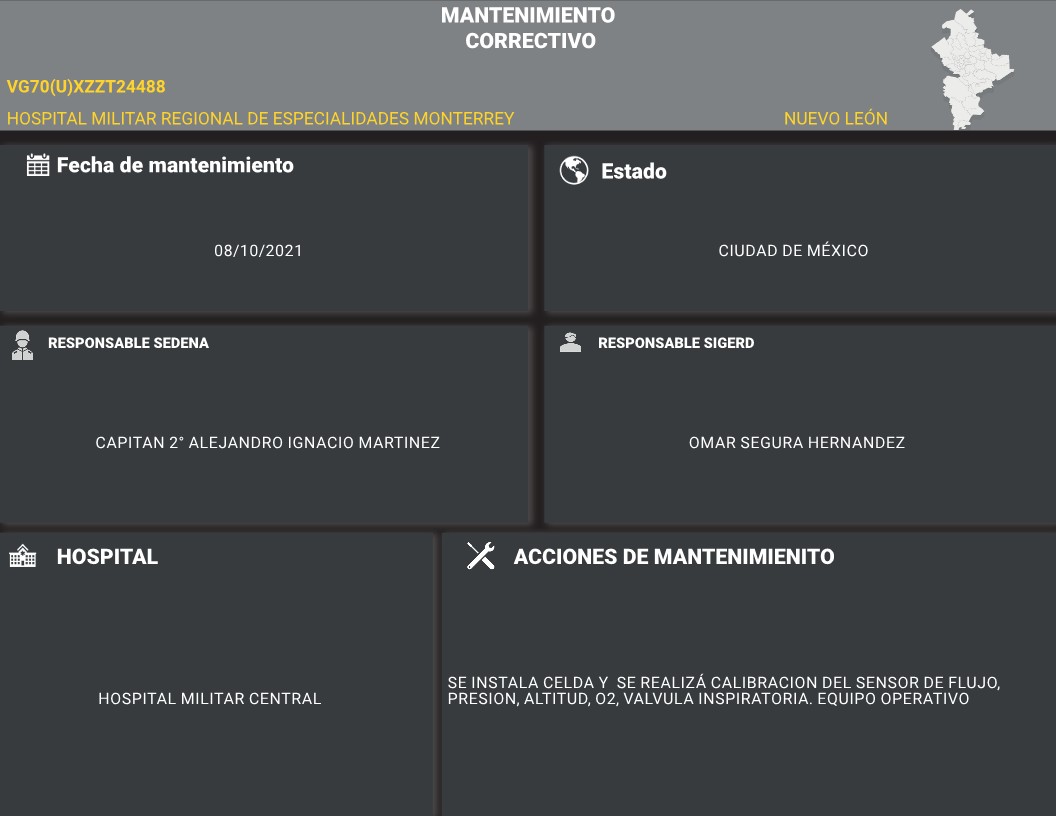 MANTENIMIENTO
CORRECTIVO
VG70(U)XZZT24488
HOSPITAL MILITAR REGIONAL DE ESPECIALIDADES MONTERREY
NUEVO LEÓN
Fecha de mantenimiento
Estado
08/10/2021
CIUDAD DE MÉXICO
RESPONSABLE SEDENA
RESPONSABLE SIGERD
CAPITAN 2° ALEJANDRO IGNACIO MARTINEZ
OMAR SEGURA HERNANDEZ
HOSPITAL
ACCIONES DE MANTENIMIENITO
HOSPITAL MILITAR CENTRAL
SE INSTALA CELDA Y SE REALIZÁ CALIBRACION DEL SENSOR DE FLUJO,
PRESION, ALTITUD, O2, VALVULA INSPIRATORIA. EQUIPO OPERATIVO